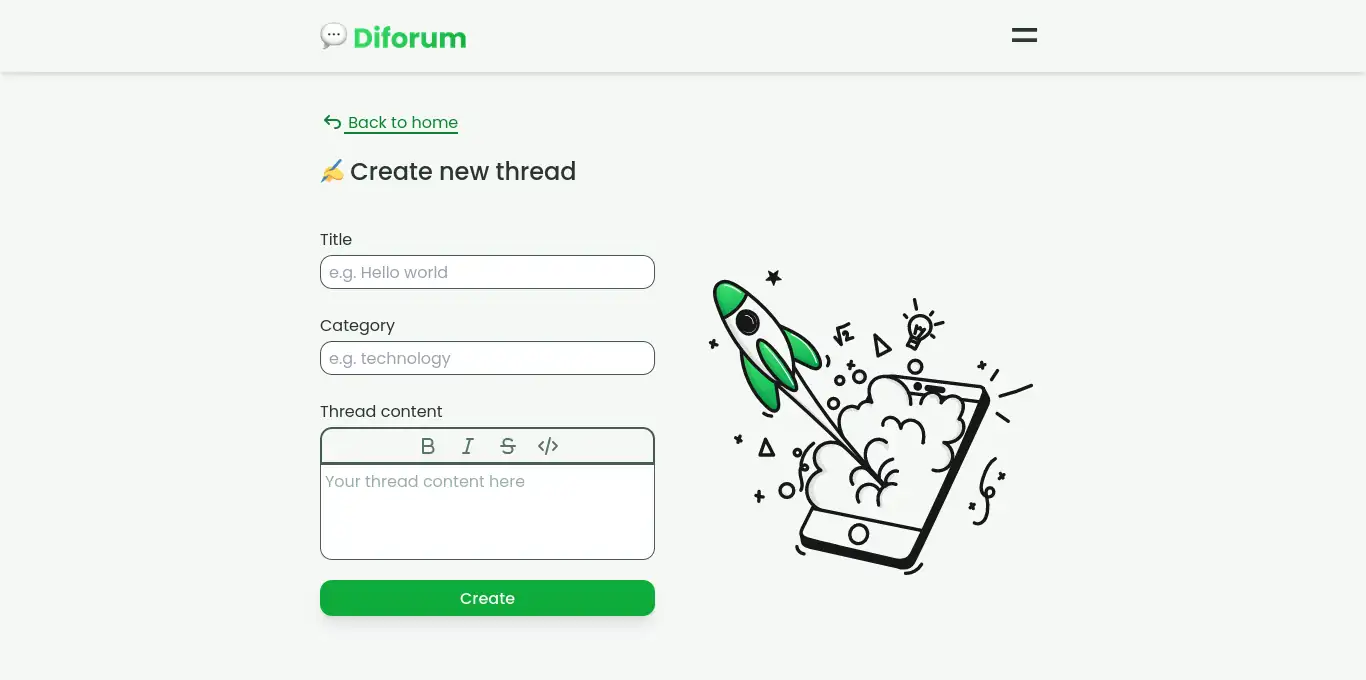 Diforum
Back to home
✍️ Create new thread
Title
e.g. Hello world
Category
e.g. technology
Thread content
B I S </>
Your thread content here
Create
√2